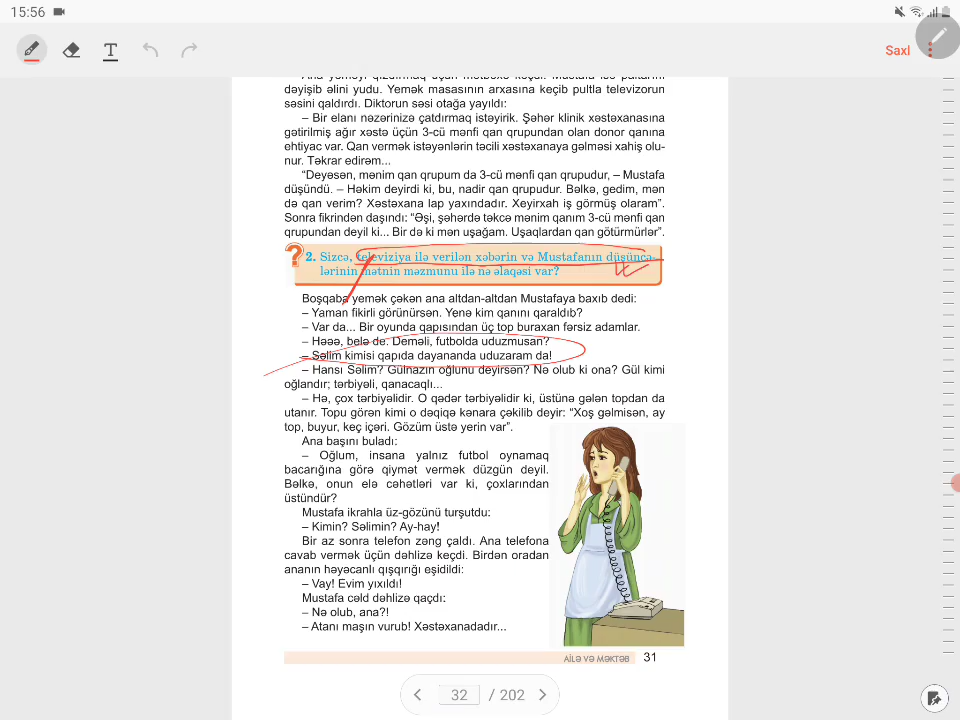 15:56
T
Saxl
Ana yeməyi qızdırmaq üçün mətbəxə keçdi. Mustafa isə paltarını
dəyişib əlini yudu. Yemək masasının arxasına keçib pultla televizorun
səsini qaldırdı. Diktorun səsi otağa yayıldı:
– Bir elanı nəzərinizə çatdırmaq istəyirik. Şəhər klinik xəstəxanasına
gətirilmiş ağır xəstə üçün 3-cü mənfi qan qrupundan olan donor qanına
ehtiyac var. Qan vermək istəyənlərin təcili xəstəxanaya gəlməsi xahiş olu-
nur. Təkrar edirəm...
“Deyəsən, mənim qan qrupum da 3-cü mənfi qan qrupudur, – Mustafa
düşündü. – Həkim deyirdi ki, bu, nadir qan qrupudur. Bəlkə, gedim, mən
də qan verim? Xəstəxana lap yaxındadır. Xeyirxah iş görmüş olaram”.
Sonra fikrindən daşındı: “Əşi, şəhərdə təkcə mənim qanım 3-cü mənfi qan
qrupundan deyil ki... Bir də ki mən uşağam. Uşaqlardan qan götürmürlər”.
? 2. Sizcə, televiziya ilə verilən xəbərin və Mustafanın düşüncə-
lərinin mətnin məzmunu ilə nə əlaqəsi var?
Boşqaba yemək çəkən ana altdan-altdan Mustafaya baxıb dedi:
– Yaman fikirli görünürsən. Yenə kim qanını qaraldıb?
– Var da... Bir oyunda qapısından üç top buraxan fərsiz adamlar.
– Həəə, belə de. Deməli, futbolda uduzmusan?
– Səlim kimisi qapıda dayananda uduzaram da!
– Hansı Səlim? Gülnazın oğlunu deyirsən? Nə olub ki ona? Gül kimi
oğlandır; tərbiyəli, qanacaqlı...
– Hə, çox tərbiyəlidir. O qədər tərbiyəlidir ki, üstünə gələn topdan da
utanır. Topu görən kimi o dəqiqə kənara çəkilib deyir: “Xoş gəlmisən, ay
top, buyur, keç içəri. Gözüm üstə yerin var”.
Ana başını buladı:
– Oğlum, insana yalnız futbol oynamaq
bacarığına görə qiymət vermək düzgün deyil.
Bəlkə, onun elə cəhətləri var ki, çoxlarından
üstündür?
Mustafa ikrahla üz-gözünü turşutdu:
– Kimin? Səlimin? Ay-hay!
Bir az sonra telefon zəng çaldı. Ana telefona
cavab vermək üçün dəhlizə keçdi. Birdən oradan
ananın həyəcanlı qışqırığı eşidildi:
– Vay! Evim yıxıldı!
Mustafa cəld dəhlizə qaçdı:
– Nə olub, ana?!
– Atanı maşın vurub! Xəstəxanadadır...
AİLƏ VƏ MƏKTƏB 31
32 / 202